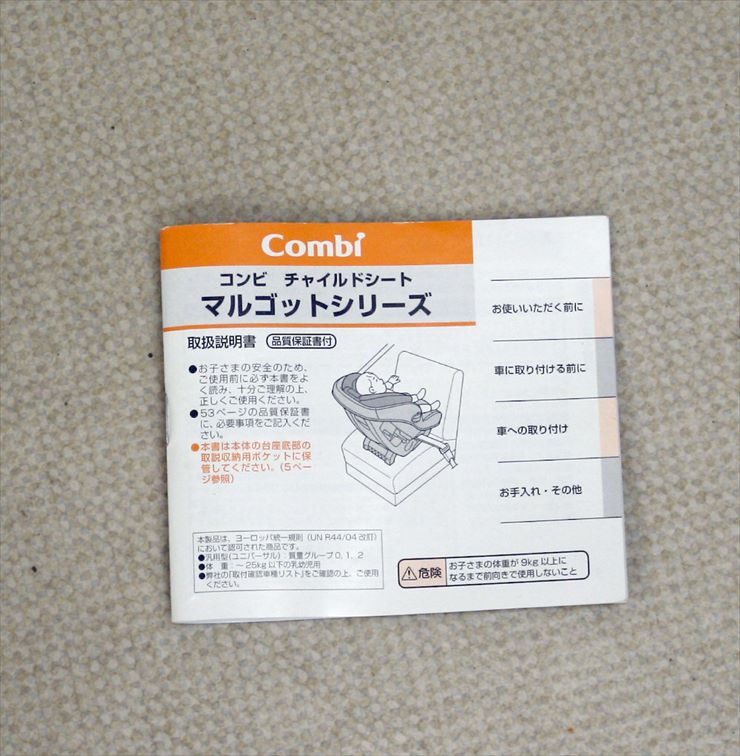 Combi
コンビ チャイルドシート
マルゴットシリーズ
取扱説明書 品質保証書付
●お子さまの安全のため、
ご使用前に必ず本書をよ
く読み、十分ご理解の上、
正しくご使用ください。
●53ページの品質保証書
に、必要事項をご記入くだ
さい。
●本書は本体の台座底部の
取説収納用ポケットに保
管してください。(5ペー
ジ参照)
本製品は、ヨーロッパ統一規則(UN R44/04 改訂)
において認可された商品です。
●汎用型(ユニバーサル):質量グループ 0, 1, 2
●体 重:~25kg 以下の乳幼児用
●弊社の「取付確認車種リスト」をご確認の上、ご使用
ください。
お使いいただく前に
車に取り付ける前に
車への取り付け
お手入れ・その他
危険
お子さまの体重が 9kg 以上に
なるまで前向きで使用しないこと